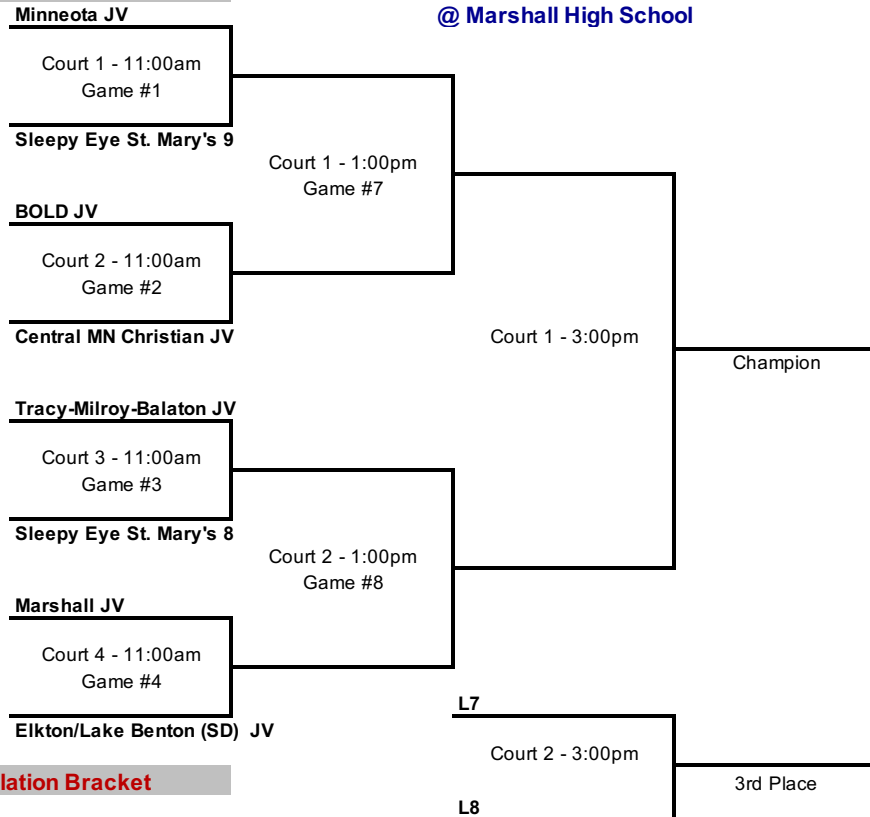 Minneota JV
@ Marshall High School
Court 1 - 11:00am
Game #1
Sleepy Eye St. Mary's 9
Court 1 - 1:00pm
Game #7
BOLD JV
Court 2 - 11:00am
Game #2
Central MN Christian JV
Court 1 - 3:00pm
Champion
Tracy-Milroy-Balaton JV
Court 3 - 11:00am
Game #3
Sleepy Eye St. Mary's 8
Court 2 - 1:00pm
Game #8
Marshall JV
Court 4 - 11:00am
Game #4
Elkton/Lake Benton (SD)  JV
L7
Court 2 - 3:00pm
3rd Place
L8
lation Bracket